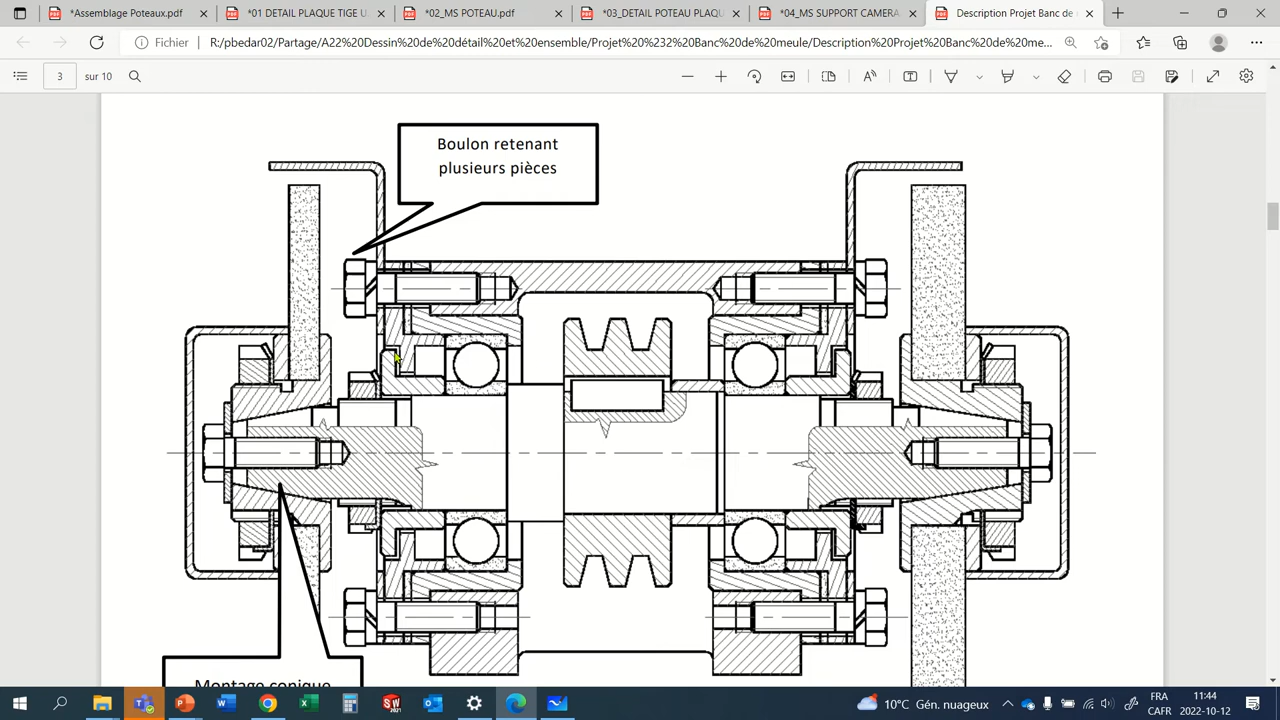 *Assemblage Poteaux.pdf
*01 DETAIL PLAQUE TIGE U
*02_MS POTEAU.pdf
*03_DETAIL POTEAU PLAQU
*04_MS SUPPORT CAMERA
Description Projet Banc de
Fichier
R:/pbedar02/Partage/A22%20Dessin%20de%20détail%20et%20ensemble/Projet%20%232%20Banc%20de%20meule/Description%20Projet%20Banc%20de%20me...
3
sur 10
Boulon retenant
plusieurs pièces
Montage conique
10°C Gén. nuageux
FRA
CAFR
11:44
2022-10-12